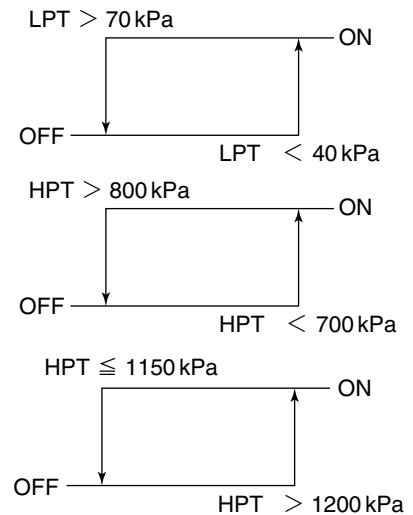 LPT > 70 kPa
ON
OFF
LPT < 40 kPa
HPT > 800 kPa
ON
OFF
HPT < 700 kPa
HPT ≦ 1150 kPa
ON
OFF
HPT > 1200 kPa